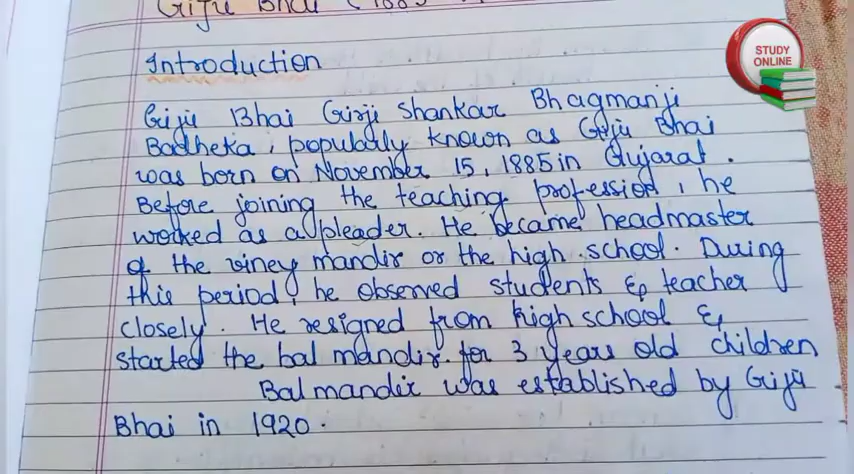 Giju Bhai (1885
Introduction
STUDY
ONLINE
Giju Bhai Girji Shankar Bhagmanji
Badheka, popularly known as Giju Bhai
was born on November 15, 1885 in Gujarat.
Before joining the teaching profession, he
worked as a pleader. He became headmaster
of the viney mandir or the high school. During
this period, he observed students & teacher
closely. He resigned from high school &
started the bal mandir for 3 years old children
Bal mandir was established by Giju
Bhai in 1920.